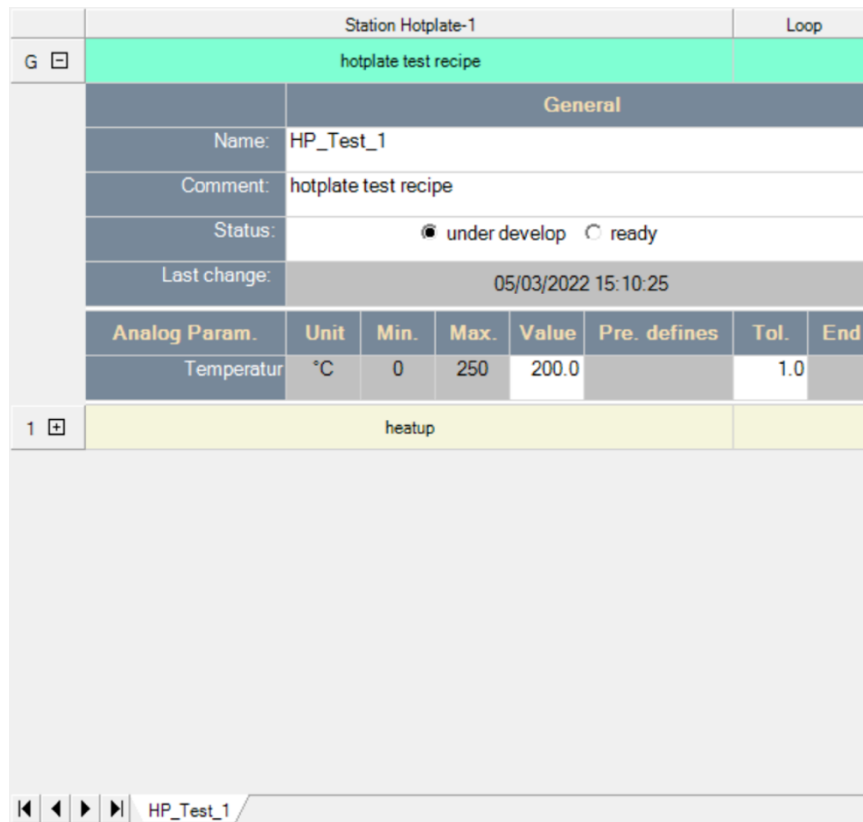 Station Hotplate-1 Loop
G hotplate test recipe
General
Name: HP_Test_1
Comment: hotplate test recipe
Status: under develop ready
Last change: 05/03/2022 15:10:25
Analog Param. Unit Min. Max. Value Pre. defines Tol. End
Temperatur °C 0 250 200.0 1.0
1 heatup
HP_Test_1